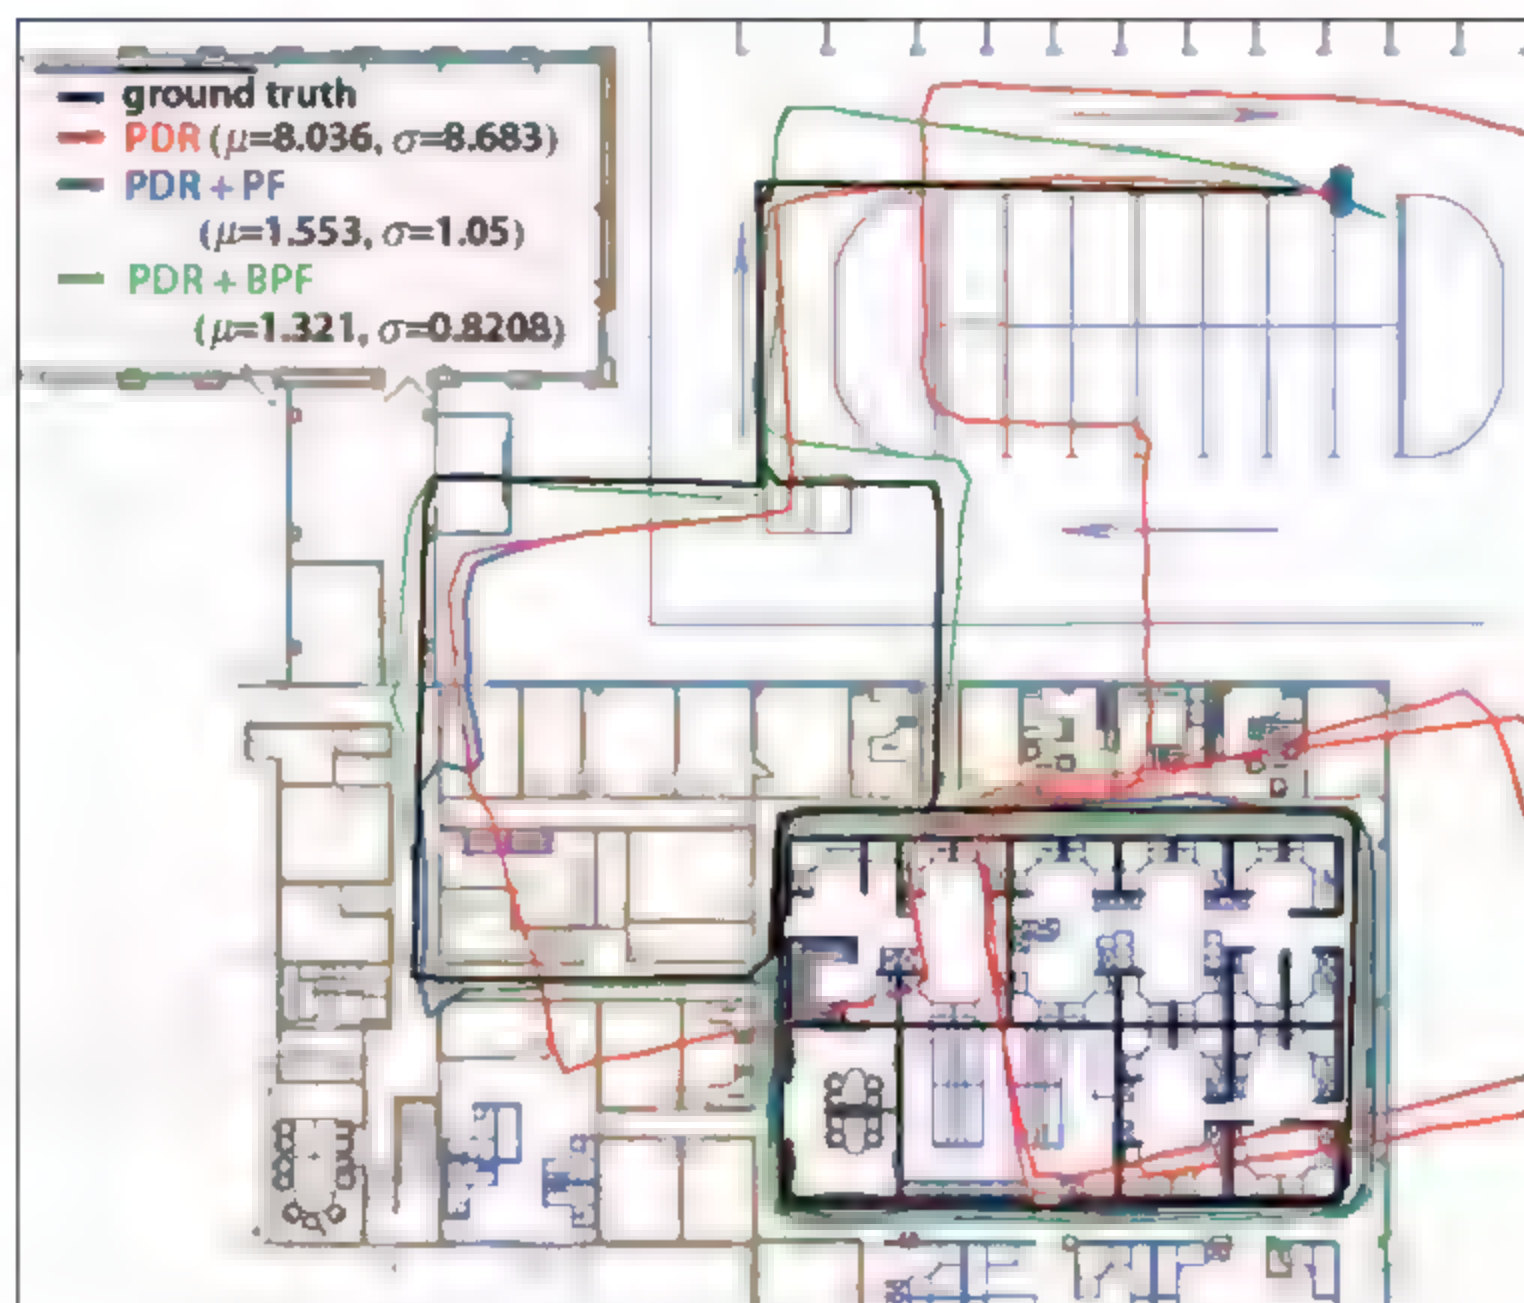 ground truth
PDR (μ=8.036, σ=8.683)
PDR + PF
(μ=1.553, σ=1.05)
PDR + BPF
(μ=1.321, σ=0.8208)